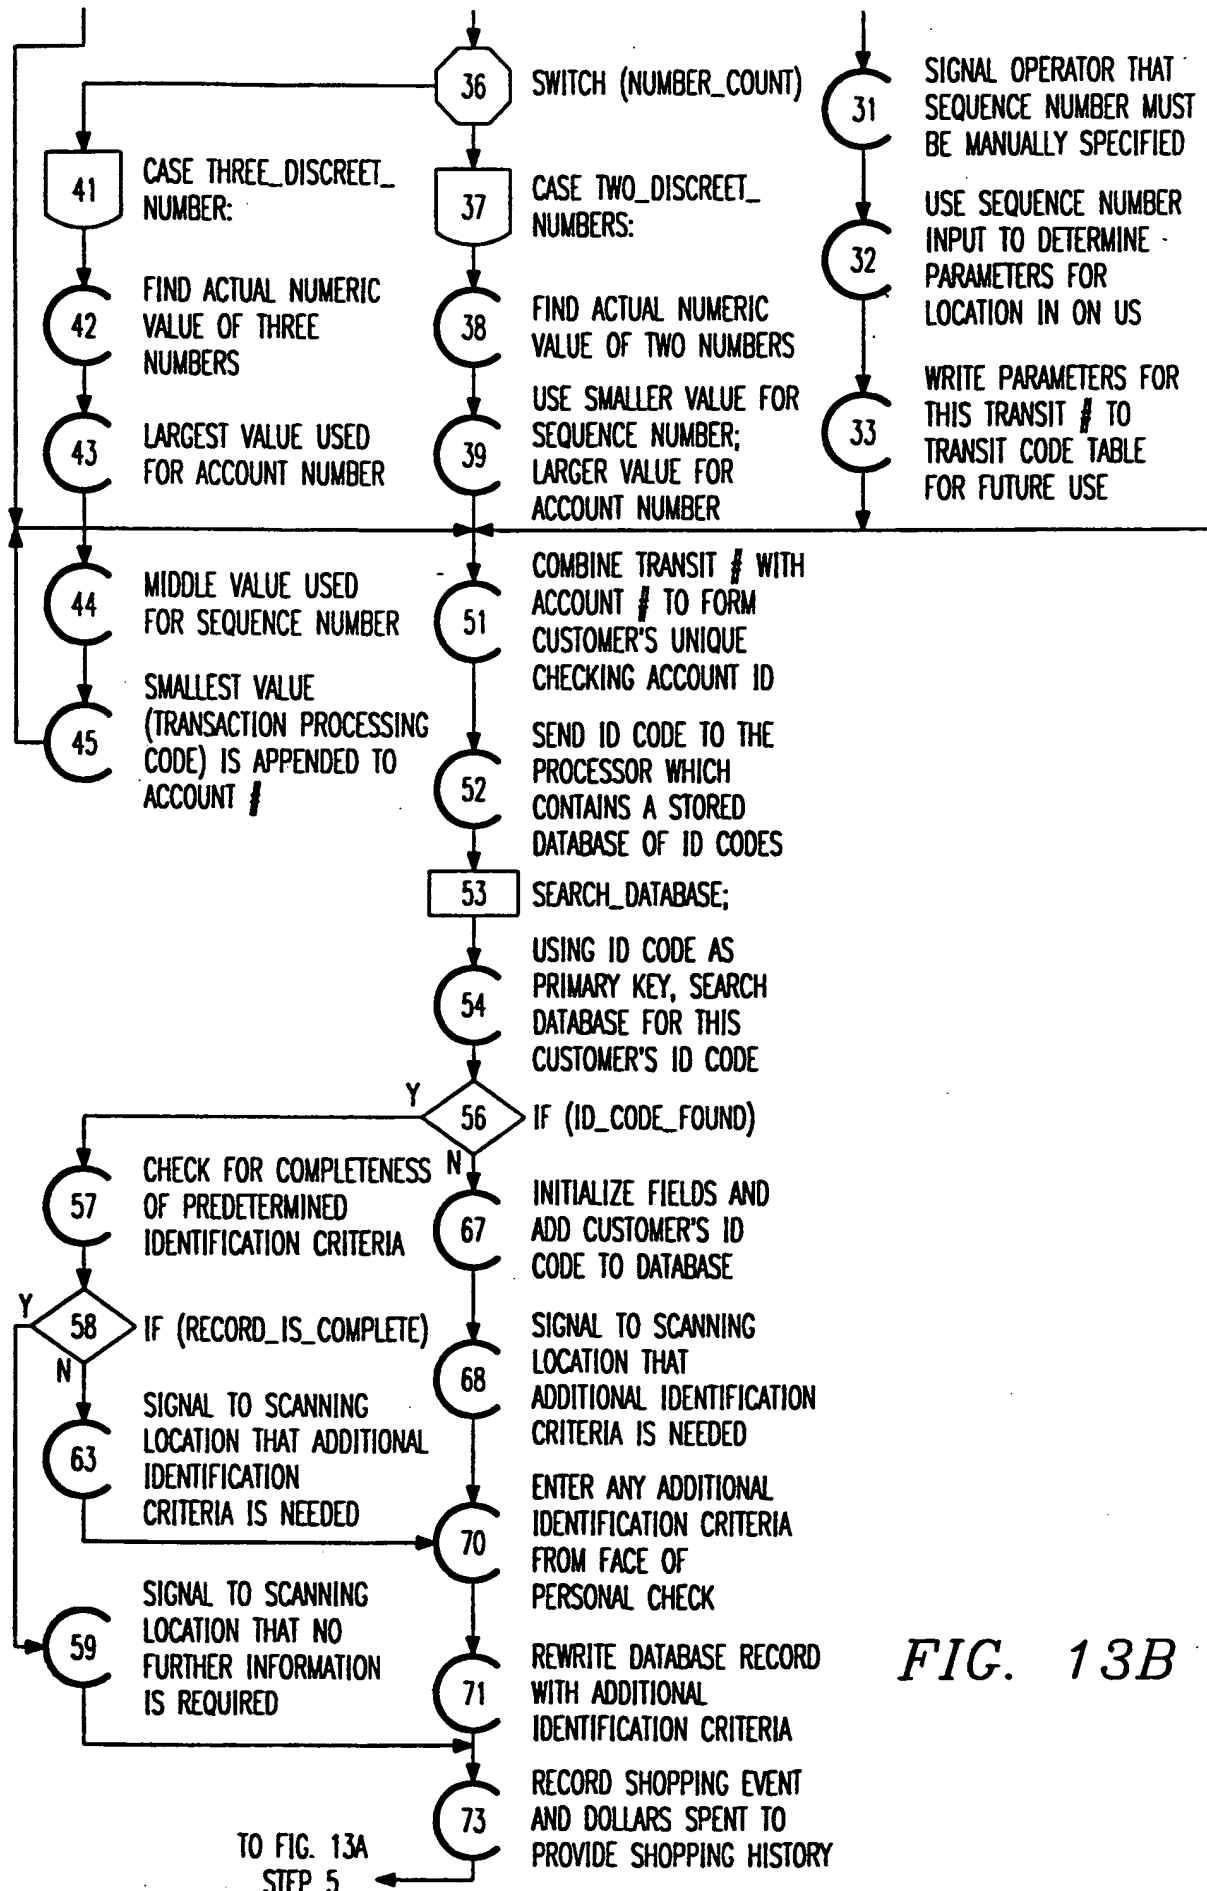 36
SWITCH (NUMBER_COUNT)
31
SIGNAL OPERATOR THAT
SEQUENCE NUMBER MUST
BE MANUALLY SPECIFIED
41
CASE THREE_DISCREET_
NUMBER:
37
CASE TWO_DISCREET_
NUMBERS:
32
USE SEQUENCE NUMBER
INPUT TO DETERMINE
PARAMETERS FOR
LOCATION IN ON US
42
FIND ACTUAL NUMERIC
VALUE OF THREE
NUMBERS
38
FIND ACTUAL NUMERIC
VALUE OF TWO NUMBERS
33
WRITE PARAMETERS FOR
THIS TRANSIT # TO
TRANSIT CODE TABLE
FOR FUTURE USE
43
LARGEST VALUE USED
FOR ACCOUNT NUMBER
39
USE SMALLER VALUE FOR
SEQUENCE NUMBER;
LARGER VALUE FOR
ACCOUNT NUMBER
44
MIDDLE VALUE USED
FOR SEQUENCE NUMBER
51
COMBINE TRANSIT # WITH
ACCOUNT # TO FORM
CUSTOMER'S UNIQUE
CHECKING ACCOUNT ID
45
SMALLEST VALUE
(TRANSACTION PROCESSING
CODE) IS APPENDED TO
ACCOUNT #
52
SEND ID CODE TO THE
PROCESSOR WHICH
CONTAINS A STORED
DATABASE OF ID CODES
53
SEARCH_DATABASE;
54
USING ID CODE AS
PRIMARY KEY, SEARCH
DATABASE FOR THIS
CUSTOMER'S ID CODE
Y
56
IF (ID_CODE_FOUND)
N
57
CHECK FOR COMPLETENESS
OF PREDETERMINED
IDENTIFICATION CRITERIA
67
INITIALIZE FIELDS AND
ADD CUSTOMER'S ID
CODE TO DATABASE
Y
58
IF (RECORD_IS_COMPLETE)
N
68
SIGNAL TO SCANNING
LOCATION THAT
ADDITIONAL IDENTIFICATION
CRITERIA IS NEEDED
63
SIGNAL TO SCANNING
LOCATION THAT ADDITIONAL
IDENTIFICATION
CRITERIA IS NEEDED
70
ENTER ANY ADDITIONAL
IDENTIFICATION CRITERIA
FROM FACE OF
PERSONAL CHECK
59
SIGNAL TO SCANNING
LOCATION THAT NO
FURTHER INFORMATION
IS REQUIRED
71
REWRITE DATABASE RECORD
WITH ADDITIONAL
IDENTIFICATION CRITERIA
FIG. 13B
73
RECORD SHOPPING EVENT
AND DOLLARS SPENT TO
PROVIDE SHOPPING HISTORY
TO FIG. 13A
STEP 5